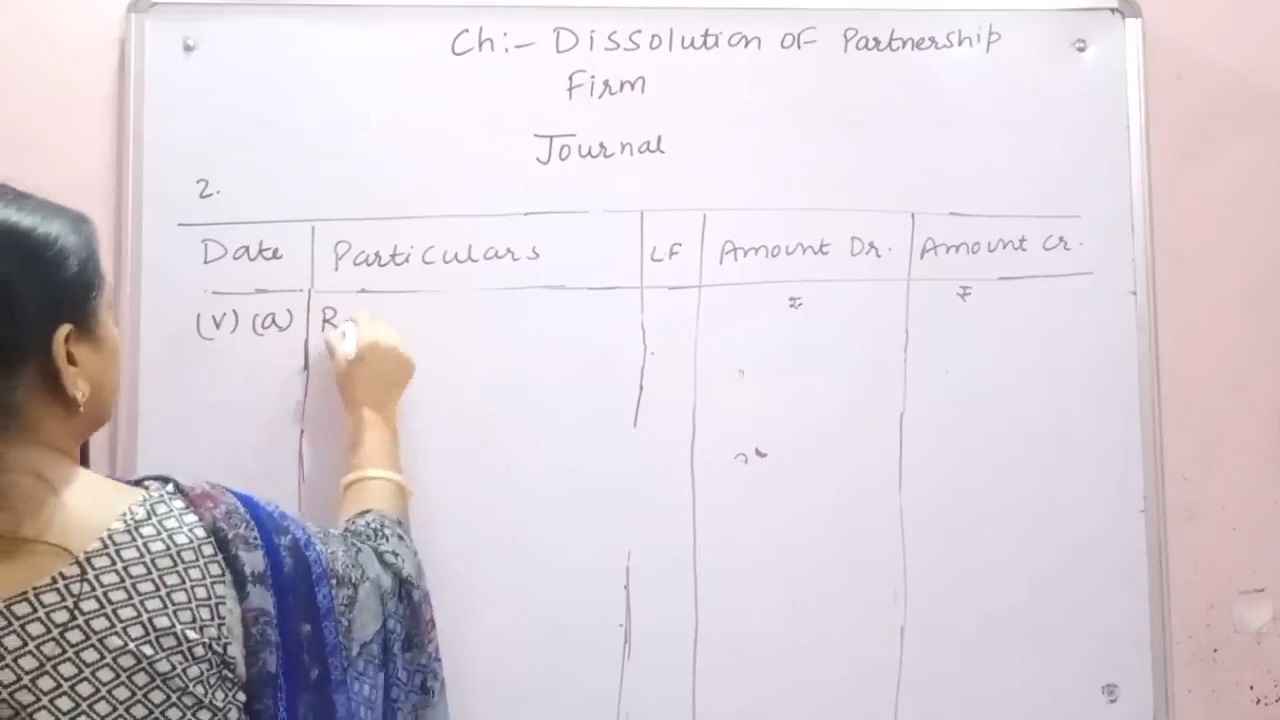 Ch:- Dissolution of Partnership
Firm
Journal
2.
Date Particulars LF Amount Dr. Amount Cr.
₹ ₹
(v) (a) R